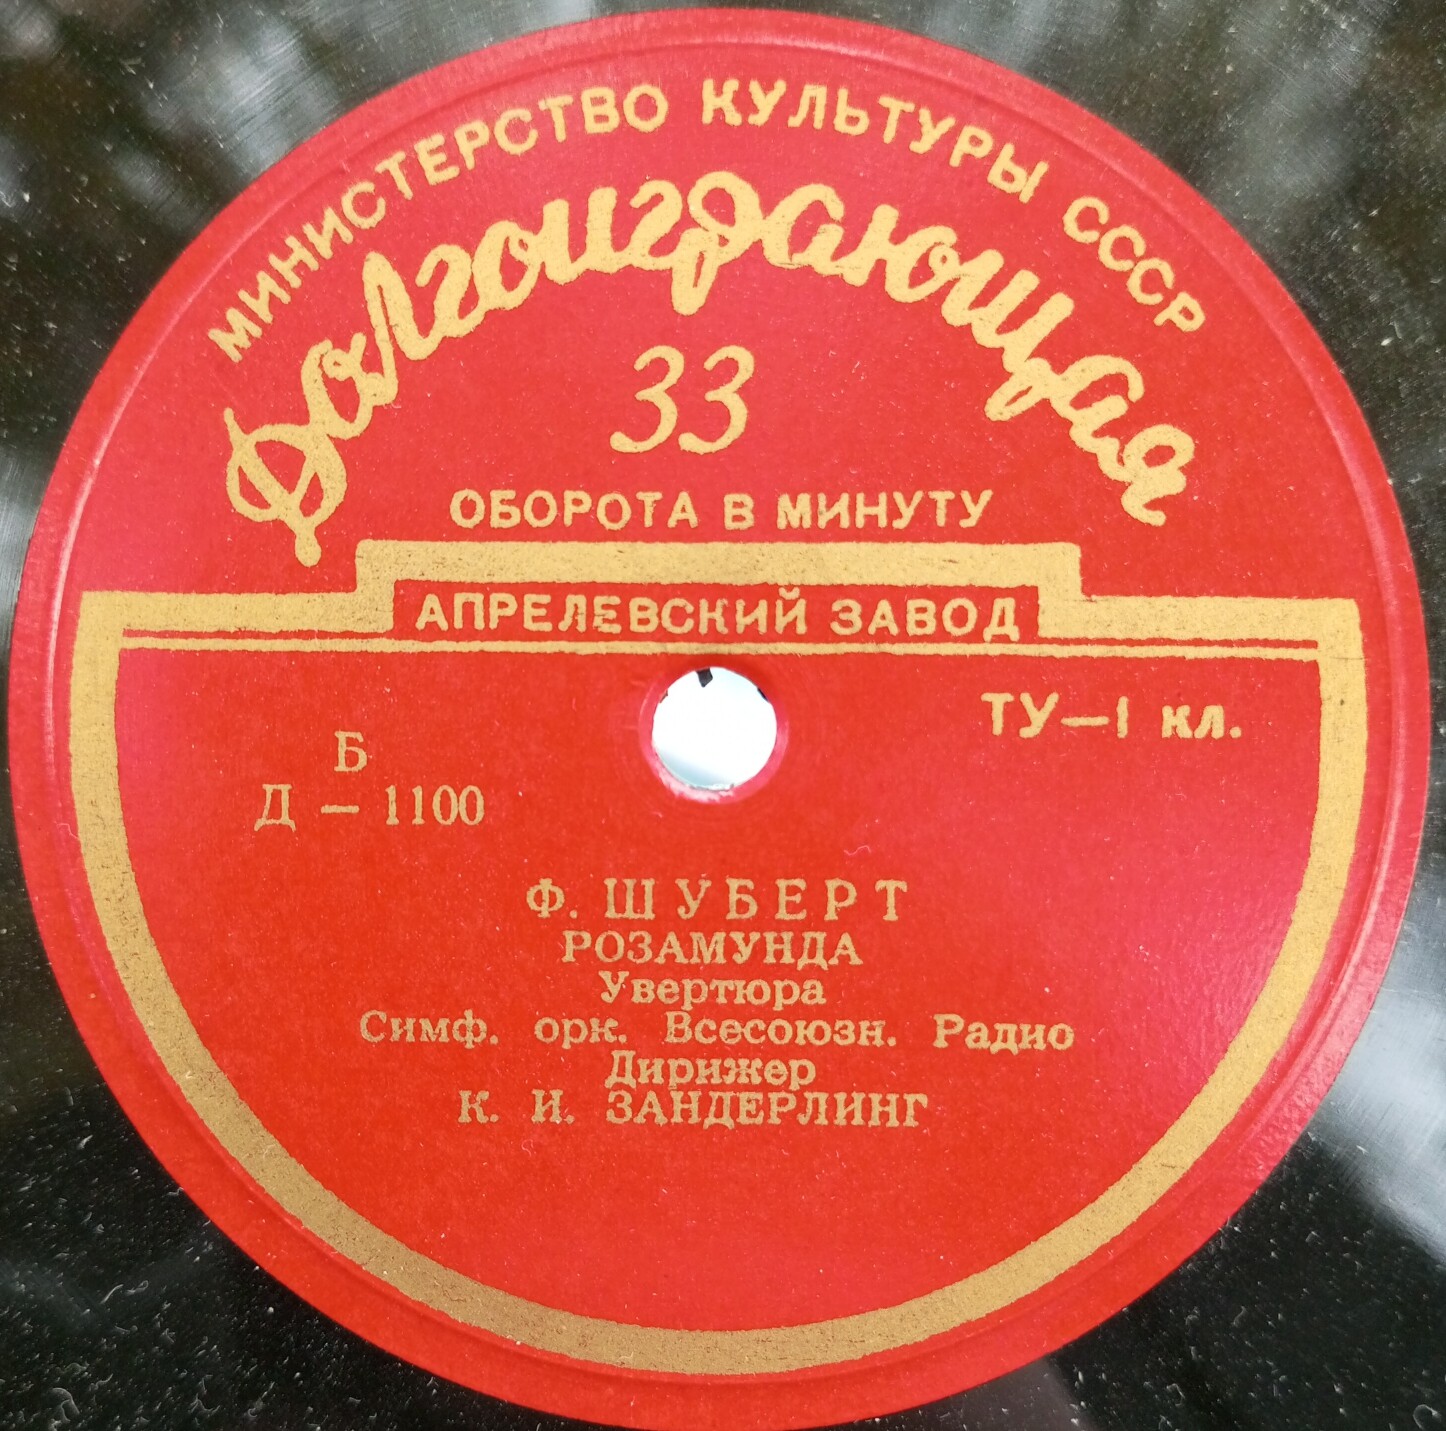 МИНИСТЕРСТВО КУЛЬТУРЫ СССР
Долгоиграющая
33
ОБОРОТА В МИНУТУ
АПРЕЛЕВСКИЙ ЗАВОД
ТУ—1 кл.
Б
Д — 1100
Ф. ШУБЕРТ
РОЗАМУНДА
Увертюра
Симф. орк. Всесоюзн. Радио
Дирижер
К. И. ЗАНДЕРЛИНГ